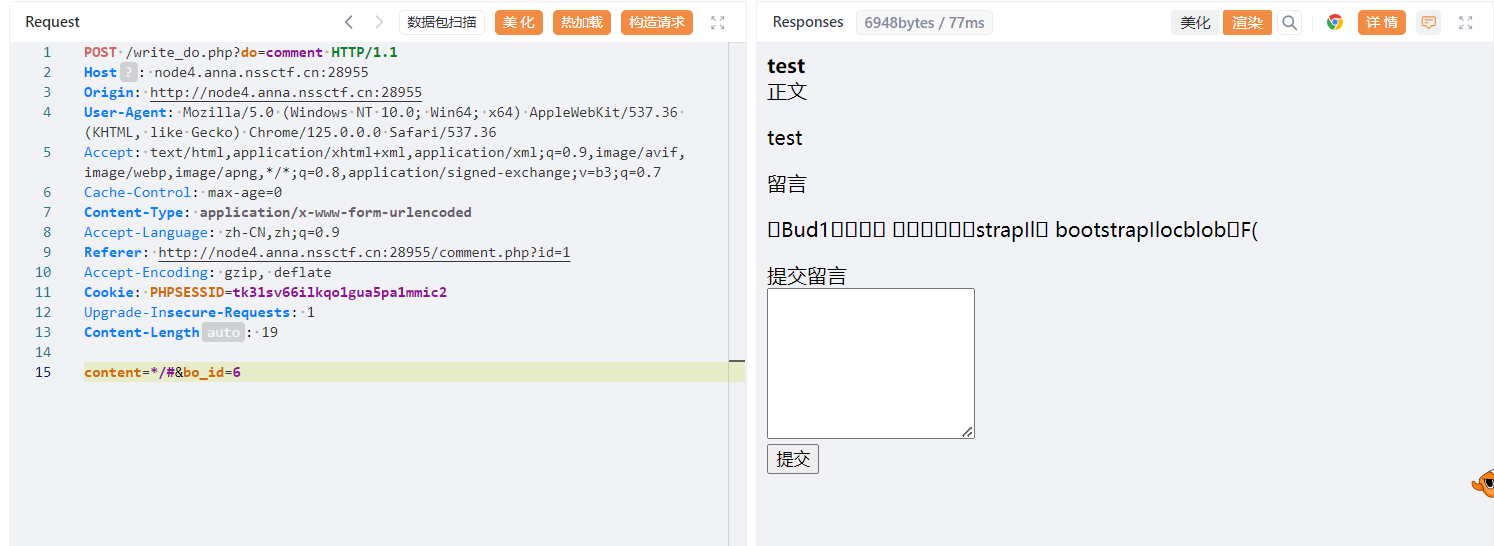 Request
数据包扫描
美 化
热加载
构造请求
1 POST /write_do.php?do=comment HTTP/1.1
2 Host ? : node4.anna.nssctf.cn:28955
3 Origin: http://node4.anna.nssctf.cn:28955
4 User-Agent: Mozilla/5.0 (Windows NT 10.0; Win64; x64) AppleWebKit/537.36
(KHTML, like Gecko) Chrome/125.0.0.0 Safari/537.36
5 Accept: text/html,application/xhtml+xml,application/xml;q=0.9,image/avif,
image/webp,image/apng,*/*;q=0.8,application/signed-exchange;v=b3;q=0.7
6 Cache-Control: max-age=0
7 Content-Type: application/x-www-form-urlencoded
8 Accept-Language: zh-CN,zh;q=0.9
9 Referer: http://node4.anna.nssctf.cn:28955/comment.php?id=1
10 Accept-Encoding: gzip, deflate
11 Cookie: PHPSESSID=tk31sv66ilkqo1gua5pa1mmic2
12 Upgrade-Insecure-Requests: 1
13 Content-Length auto : 19
14
15 content=*/#&bo_id=6
Responses
6948bytes / 77ms
美化
渲染
详 情
test
正文
test
留言
Bud1 strapIl bootstrapIlocblob F(
提交留言
提交